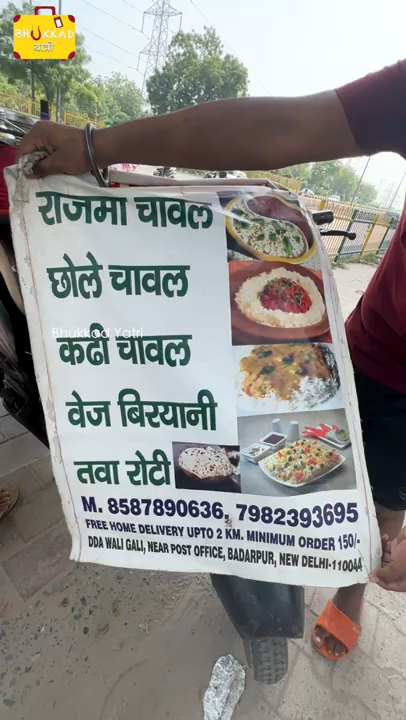 BHUKKAD
यात्री
राजमा चावल
छोले चावल
Bhukkad Yatri
कढी चावल
वेज बिरयानी
तवा रोटी
M. 8587890636, 7982393695
FREE HOME DELIVERY UPTO 2 KM. MINIMUM ORDER 150/-
DDA WALI GALI, NEAR POST OFFICE, BADARPUR, NEW DELHI-110044